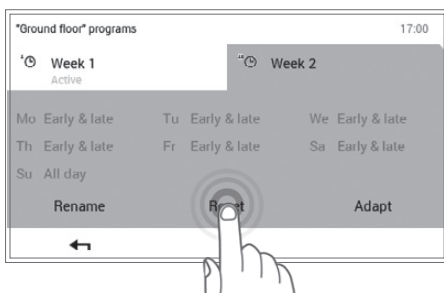 "Ground floor" programs 17:00
Week 1 Week 2
Active
Mo Early & late Tu Early & late We Early & late
Th Early & late Fr Early & late Sa Early & late
Su All day
Rename Reset Adapt